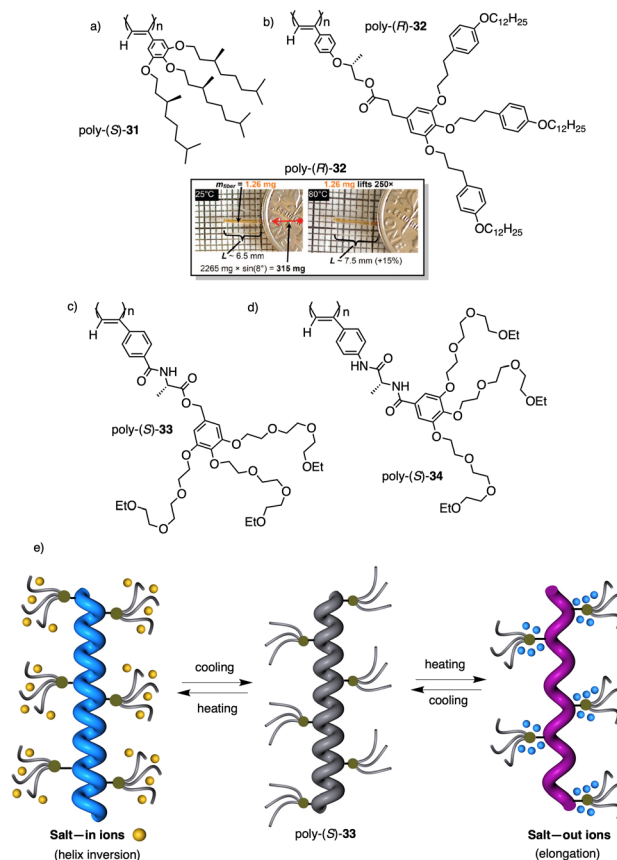 a)
( )n
H
O
O
O
poly-(S)-31
b)
poly-(R)-32
( )n
H
O
O
O
O
O
O
OC12H25
OC12H25
OC12H25
poly-(R)-32
25°C
mfiber = 1.26 mg
L ~ 6.5 mm
2265 mg × sin(8°) = 315 mg
80°C
1.26 mg lifts 250×
L ~ 7.5 mm (+15%)
c)
( )n
H
O
HN
O
O
O
O
O
O
O
O
O
O
O
OEt
EtO
EtO
poly-(S)-33
d)
( )n
H
HN
O
NH
O
O
O
O
O
O
O
O
O
O
OEt
OEt
EtO
poly-(S)-34
e)
cooling
heating
heating
cooling
Salt—in ions
(helix inversion)
poly-(S)-33
Salt—out ions
(elongation)